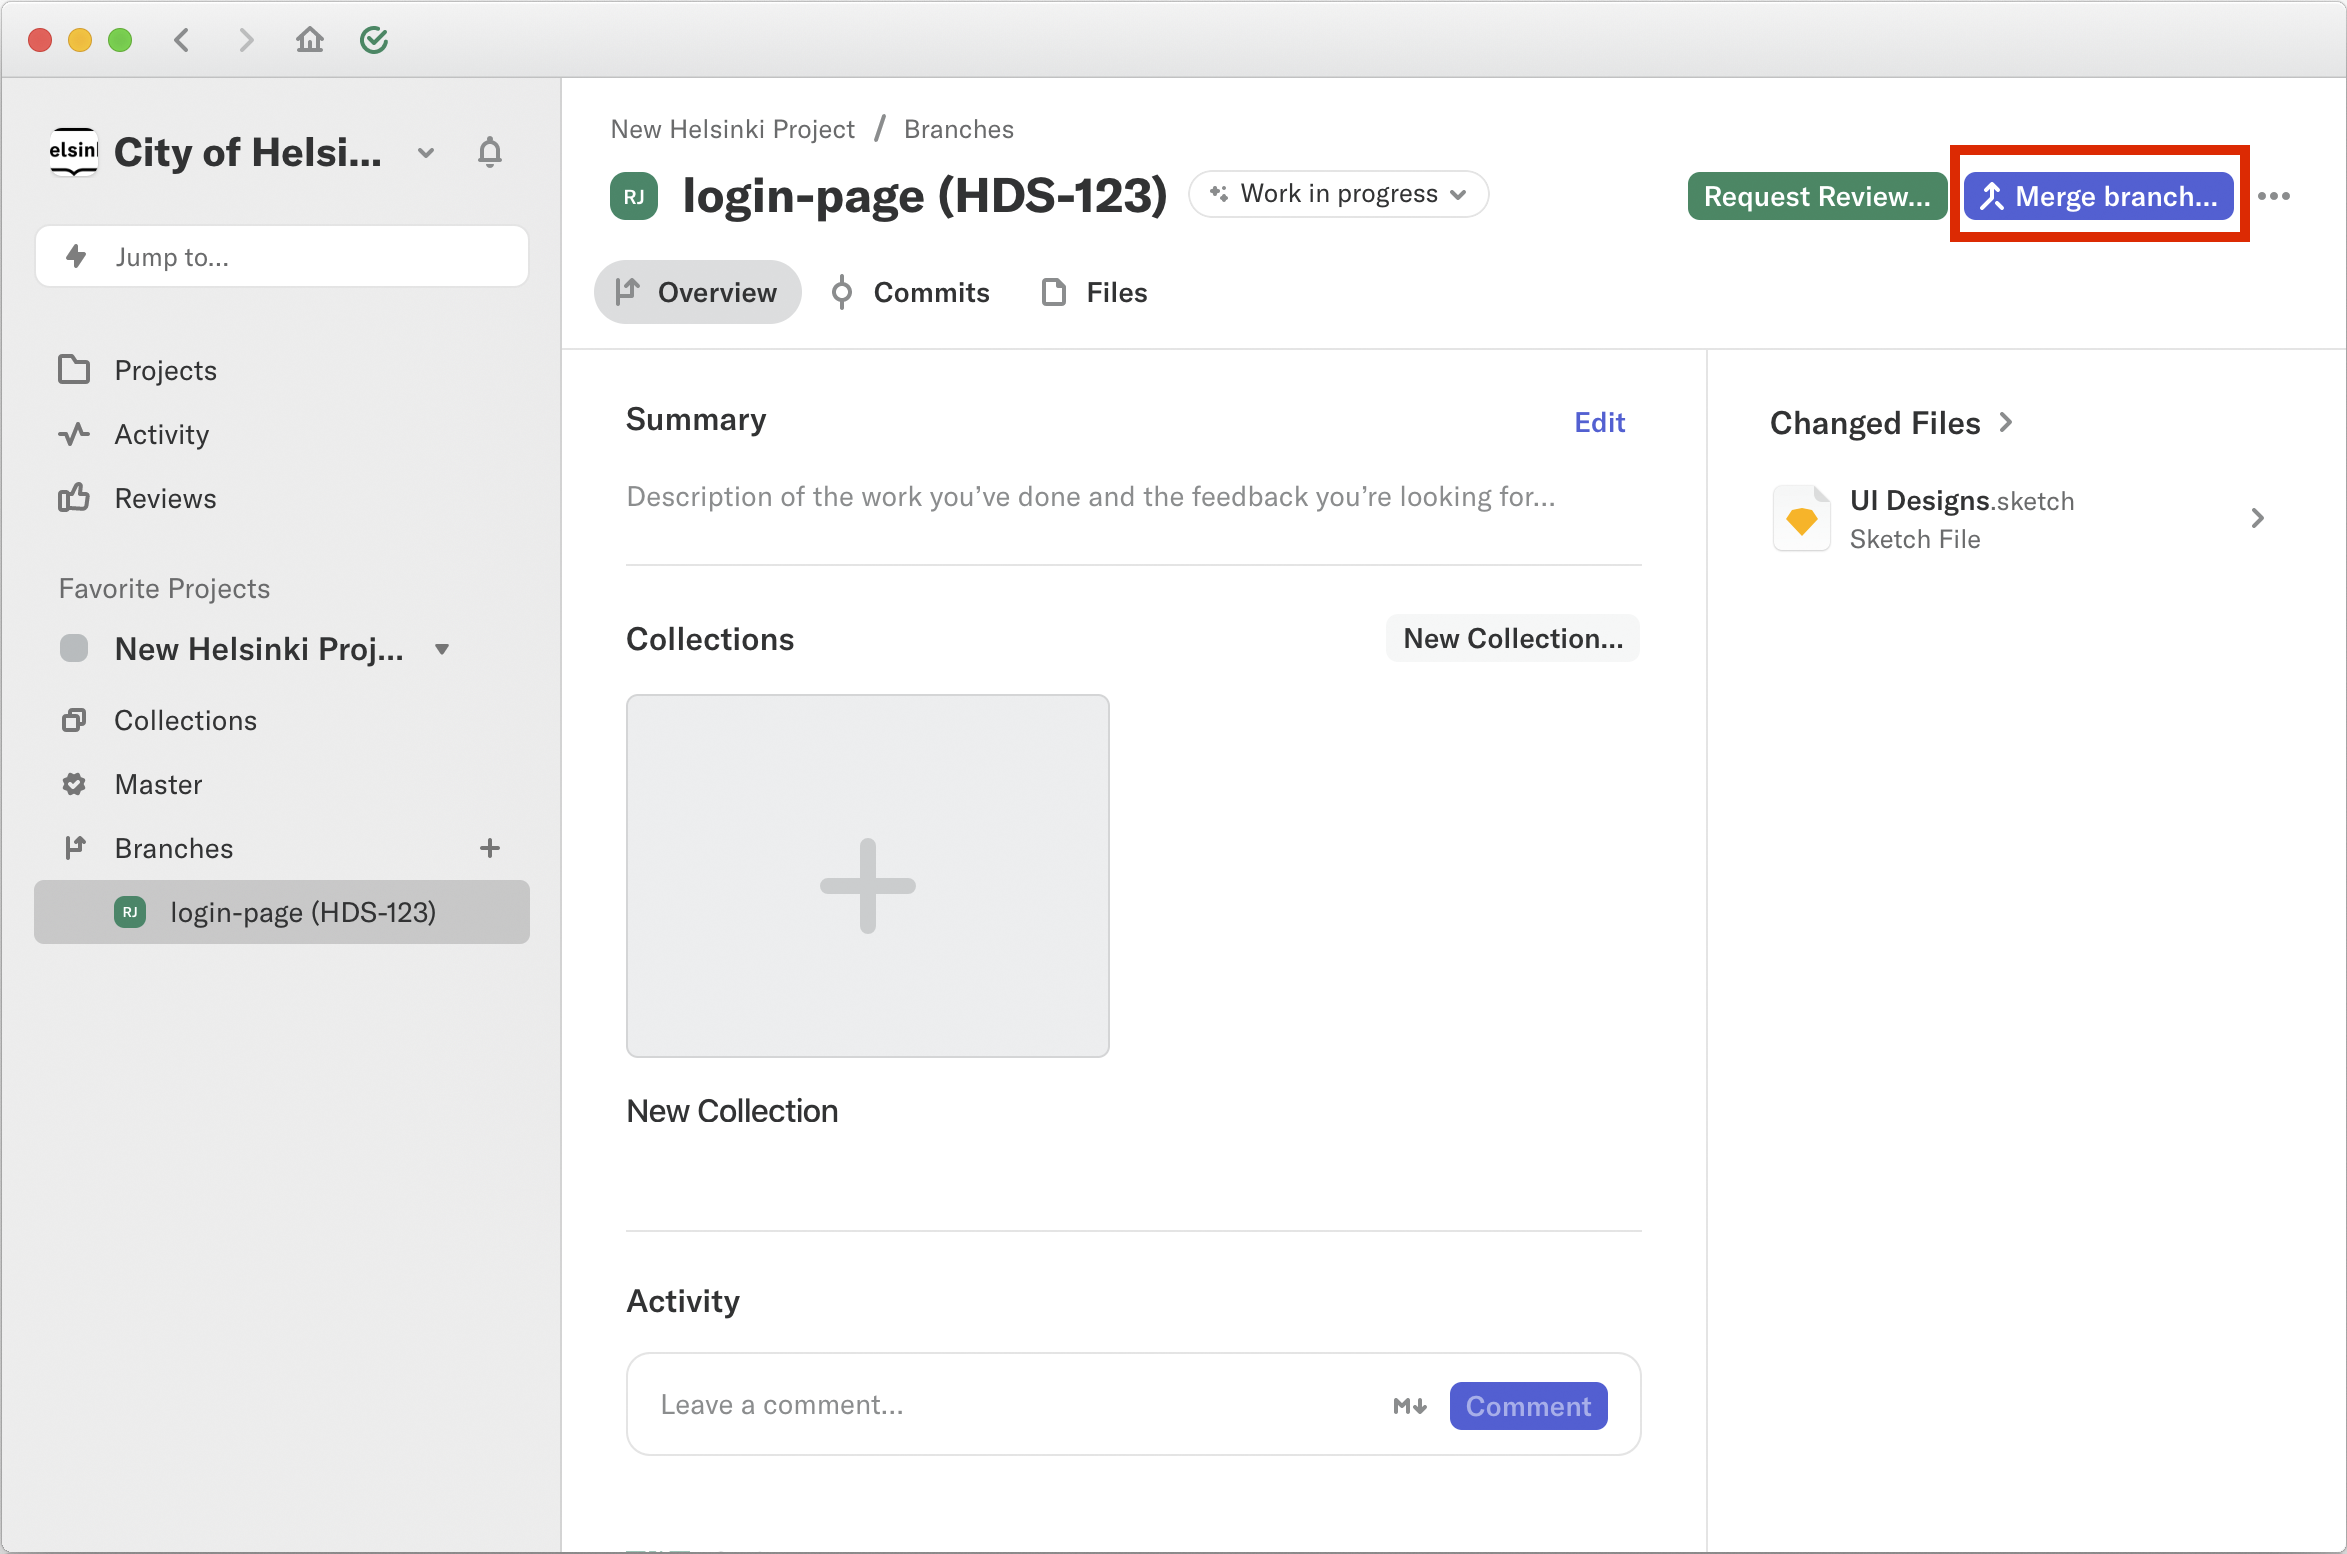 elsin
City of Helsi...
Jump to...
Projects
Activity
Reviews
Favorite Projects
New Helsinki Proj...
Collections
Master
Branches
RJ
login-page (HDS-123)
New Helsinki Project / Branches
RJ
login-page (HDS-123)
Work in progress
Request Review...
Merge branch...
Overview
Commits
Files
Summary
Edit
Description of the work you’ve done and the feedback you’re looking for...
Collections
New Collection...
New Collection
Activity
Leave a comment...
M
Comment
Changed Files
UI Designs.sketch
Sketch File